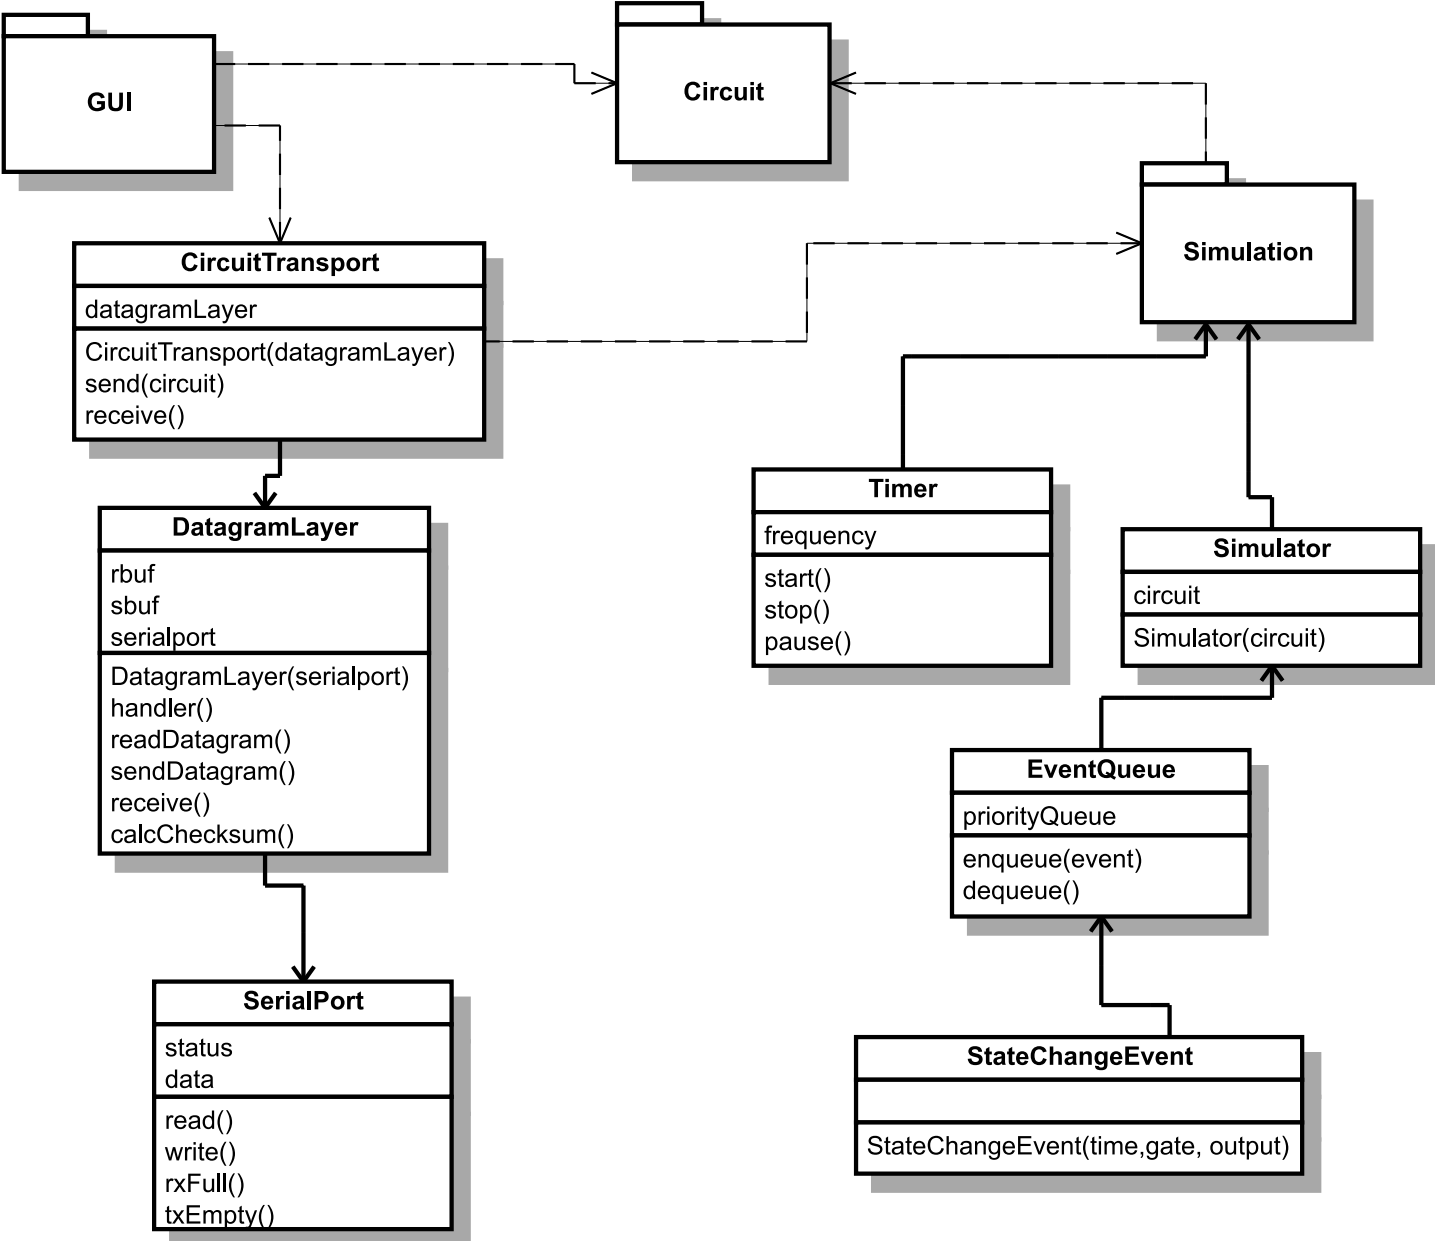 GUI
Circuit
Simulation
CircuitTransport
datagramLayer
CircuitTransport(datagramLayer)
send(circuit)
receive()
DatagramLayer
rbuf
sbuf
serialport
DatagramLayer(serialport)
handler()
readDatagram()
sendDatagram()
receive()
calcChecksum()
SerialPort
status
data
read()
write()
rxFull()
txEmpty()
Timer
frequency
start()
stop()
pause()
Simulator
circuit
Simulator(circuit)
EventQueue
priorityQueue
enqueue(event)
dequeue()
StateChangeEvent
StateChangeEvent(time,gate, output)